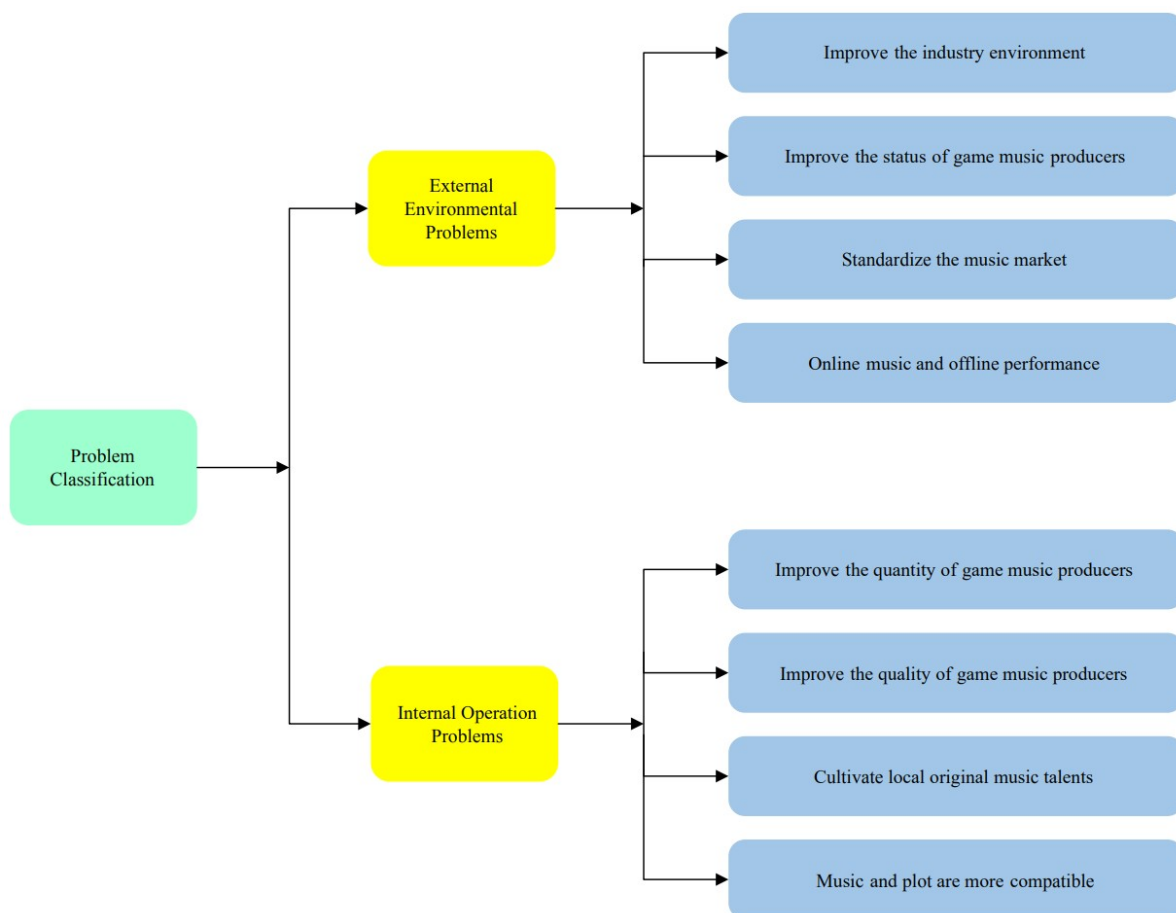 Problem
Classification
External
Environmental
Problems
Improve the industry environment
Improve the status of game music producers
Standardize the music market
Online music and offline performance
Internal Operation
Problems
Improve the quantity of game music producers
Improve the quality of game music producers
Cultivate local original music talents
Music and plot are more compatible